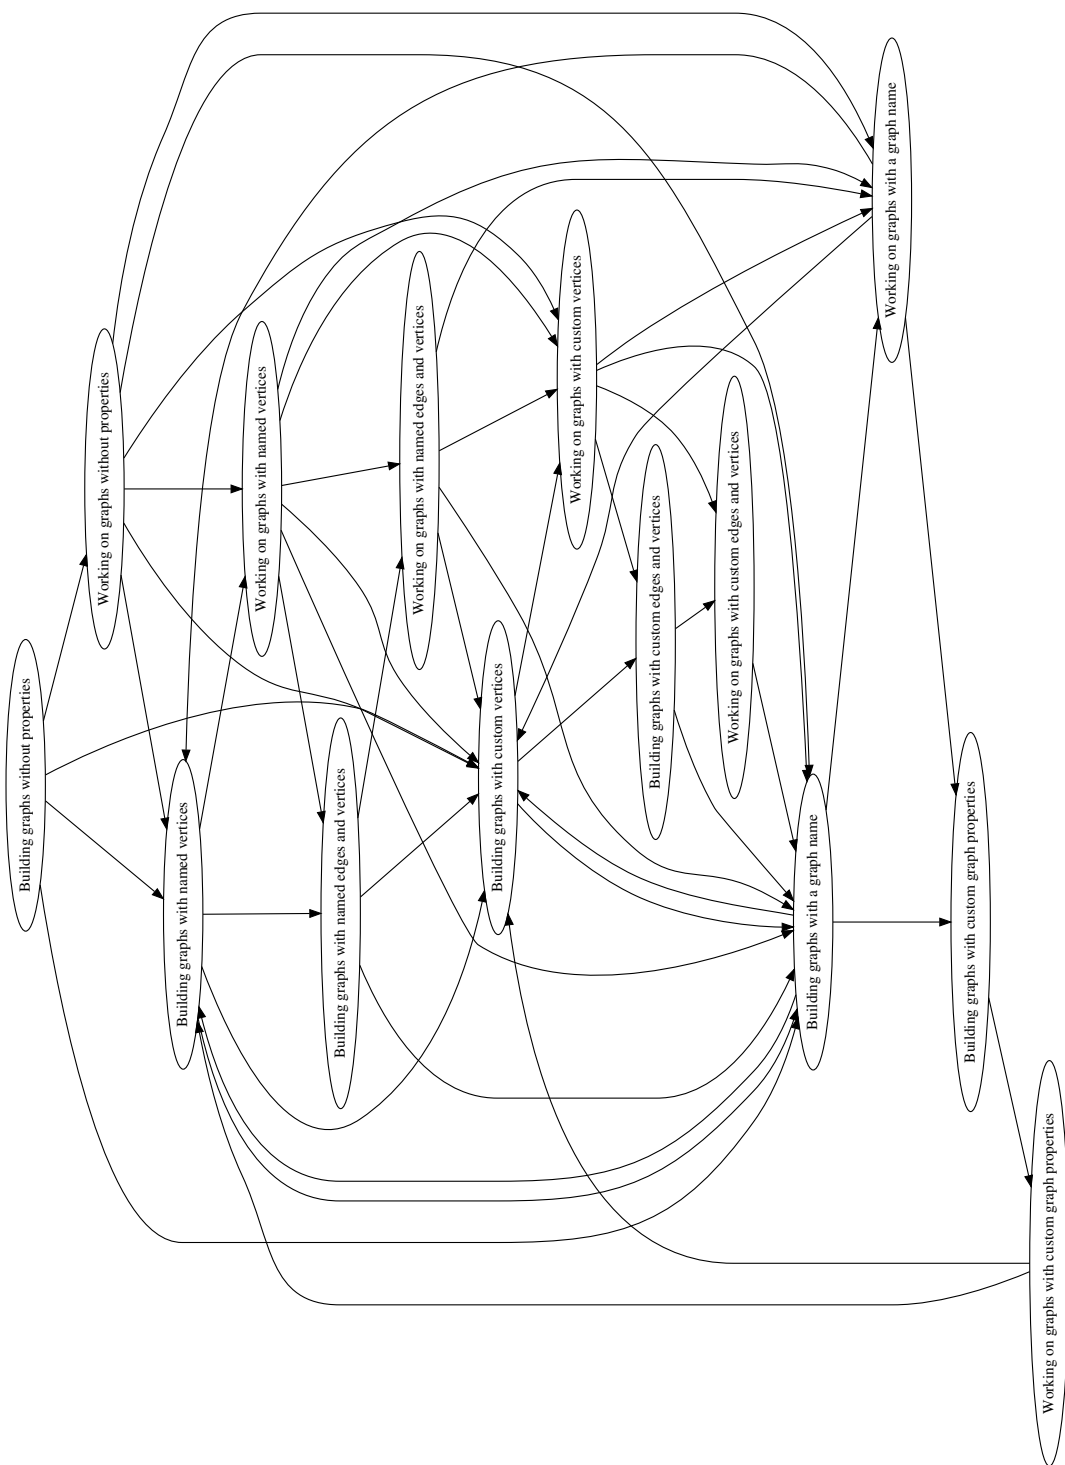 Building graphs without properties
Working on graphs without properties
Building graphs with named vertices
Working on graphs with named vertices
Building graphs with named edges and vertices
Working on graphs with named edges and vertices
Building graphs with custom vertices
Working on graphs with custom vertices
Building graphs with custom edges and vertices
Working on graphs with custom edges and vertices
Building graphs with a graph name
Working on graphs with a graph name
Building graphs with custom graph properties
Working on graphs with custom graph properties